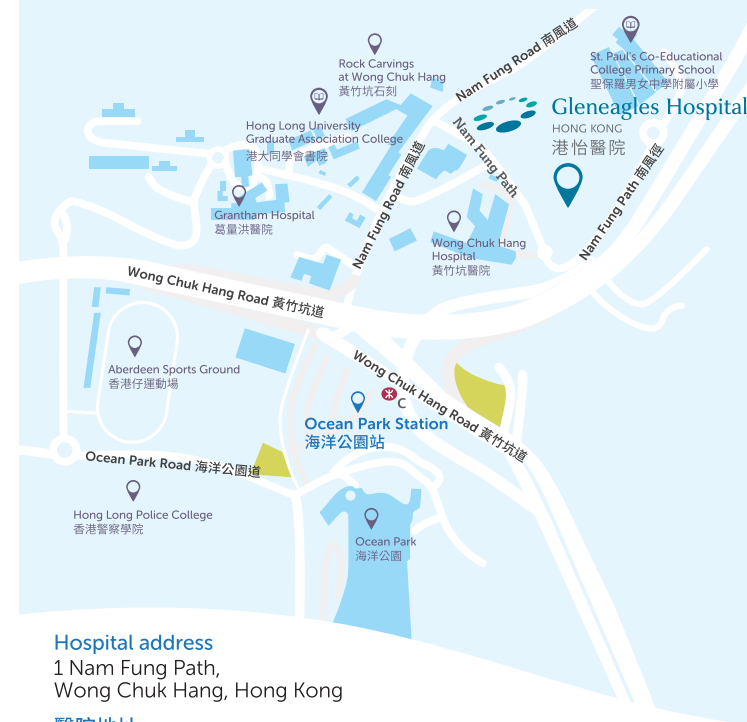 Nam Fung Road 南風道
St. Paul's Co-Educational
College Primary School
聖保羅男女中學附屬小學
Rock Carvings
at Wong Chuk Hang
黃竹坑石刻
Gleneagles Hospital
HONG KONG
港怡醫院
Hong Long University
Graduate Association College
港大同學會書院
Nam Fung Path
Nam Fung Road 南風道
Nam Fung Path 南風徑
Grantham Hospital
葛量洪醫院
Wong Chuk Hang
Hospital
黃竹坑醫院
Wong Chuk Hang Road 黃竹坑道
Aberdeen Sports Ground
香港仔運動場
Wong Chuk Hang Road 黃竹坑道
C
Ocean Park Station
海洋公園站
Ocean Park Road 海洋公園道
Hong Long Police College
香港警察學院
Ocean Park
海洋公園
Hospital address
1 Nam Fung Path,
Wong Chuk Hang, Hong Kong